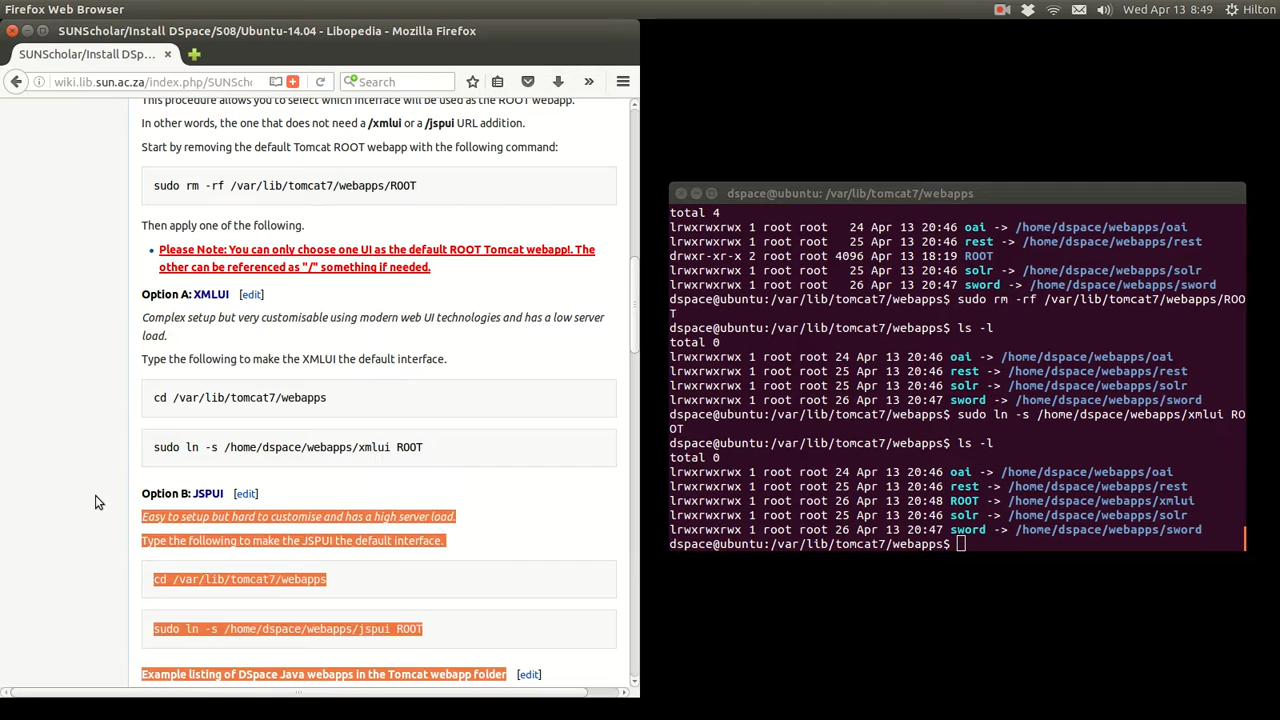 Firefox Web Browser
Wed Apr 13 8:49
Hilton
SUNScholar/Install DSpace/S08/Ubuntu-14.04 - Libopedia - Mozilla Firefox
SUNScholar/Install DSp...
wiki.lib.sun.ac.za/index.php/SUNScho
Search
This procedure allows you to select which interface will be used as the ROOT webapp.
In other words, the one that does not need a /xmlui or a /jspui URL addition.
Start by removing the default Tomcat ROOT webapp with the following command:
sudo rm -rf /var/lib/tomcat7/webapps/ROOT
Then apply one of the following.
Please Note: You can only choose one UI as the default ROOT Tomcat webapp!. The
other can be referenced as "/" something if needed.
Option A: XMLUI [edit]
Complex setup but very customisable using modern web UI technologies and has a low server
load.
Type the following to make the XMLUI the default interface.
cd /var/lib/tomcat7/webapps
sudo ln -s /home/dspace/webapps/xmlui ROOT
Option B: JSPUI [edit]
Easy to setup but hard to customise and has a high server load.
Type the following to make the JSPUI the default interface.
cd /var/lib/tomcat7/webapps
sudo ln -s /home/dspace/webapps/jspui ROOT
Example listing of DSpace Java webapps in the Tomcat webapp folder [edit]
dspace@ubuntu: /var/lib/tomcat7/webapps
total 4
lrwxrwxrwx 1 root root   24 Apr 13 20:46 oai -> /home/dspace/webapps/oai
lrwxrwxrwx 1 root root   25 Apr 13 20:46 rest -> /home/dspace/webapps/rest
drwxr-xr-x 2 root root 4096 Apr 13 18:19 ROOT
lrwxrwxrwx 1 root root   25 Apr 13 20:46 solr -> /home/dspace/webapps/solr
lrwxrwxrwx 1 root root   26 Apr 13 20:47 sword -> /home/dspace/webapps/sword
dspace@ubuntu:/var/lib/tomcat7/webapps$ sudo rm -rf /var/lib/tomcat7/webapps/ROO
T
dspace@ubuntu:/var/lib/tomcat7/webapps$ ls -l
total 0
lrwxrwxrwx 1 root root 24 Apr 13 20:46 oai -> /home/dspace/webapps/oai
lrwxrwxrwx 1 root root 25 Apr 13 20:46 rest -> /home/dspace/webapps/rest
lrwxrwxrwx 1 root root 25 Apr 13 20:46 solr -> /home/dspace/webapps/solr
lrwxrwxrwx 1 root root 26 Apr 13 20:47 sword -> /home/dspace/webapps/sword
dspace@ubuntu:/var/lib/tomcat7/webapps$ sudo ln -s /home/dspace/webapps/xmlui RO
OT
dspace@ubuntu:/var/lib/tomcat7/webapps$ ls -l
total 0
lrwxrwxrwx 1 root root 24 Apr 13 20:46 oai -> /home/dspace/webapps/oai
lrwxrwxrwx 1 root root 25 Apr 13 20:46 rest -> /home/dspace/webapps/rest
lrwxrwxrwx 1 root root 26 Apr 13 20:48 ROOT -> /home/dspace/webapps/xmlui
lrwxrwxrwx 1 root root 25 Apr 13 20:46 solr -> /home/dspace/webapps/solr
lrwxrwxrwx 1 root root 26 Apr 13 20:47 sword -> /home/dspace/webapps/sword
dspace@ubuntu:/var/lib/tomcat7/webapps$